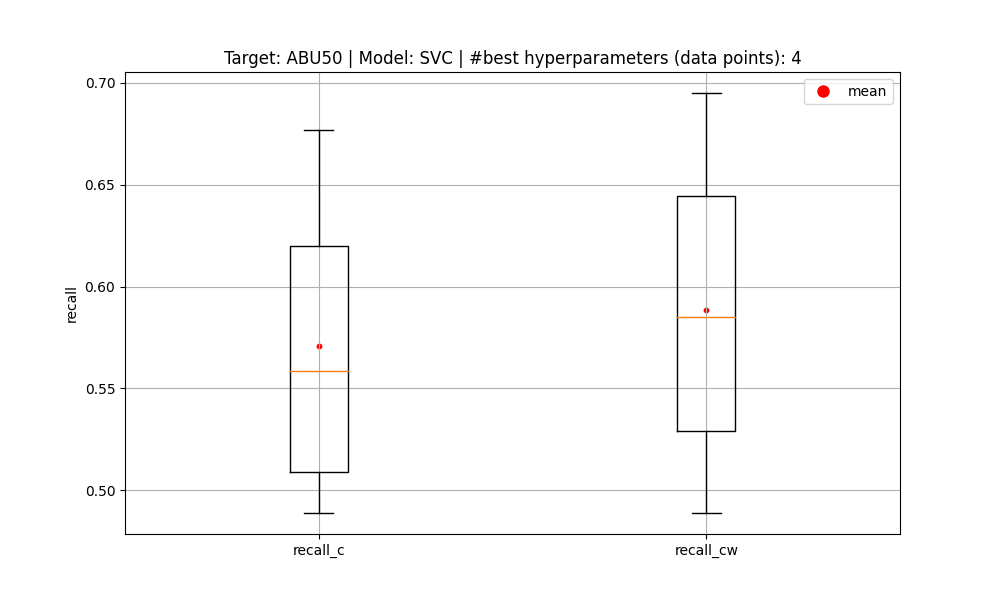 Target: ABU50 | Model: SVC | #best hyperparameters (data points): 4
mean
0.70
0.65
0.60
0.55
0.50
recall
recall_c
recall_cw